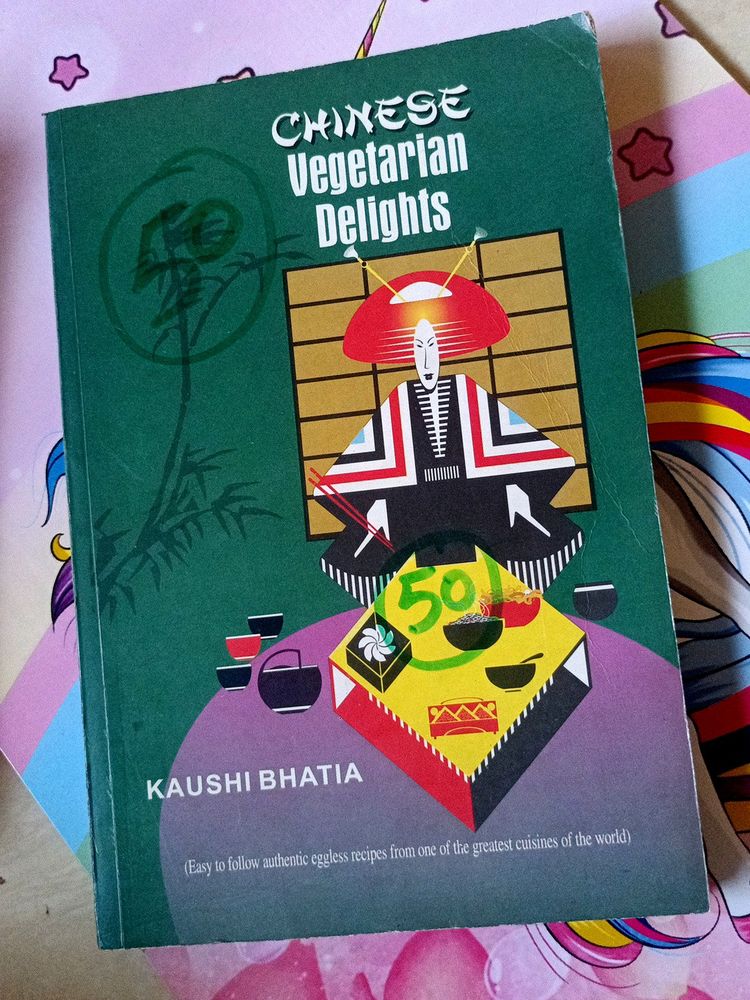 CHINESE
Vegetarian
Delights
50
50
KAUSHI BHATIA
(Easy to follow authentic eggless recipes from one of the greatest cuisines of the world)